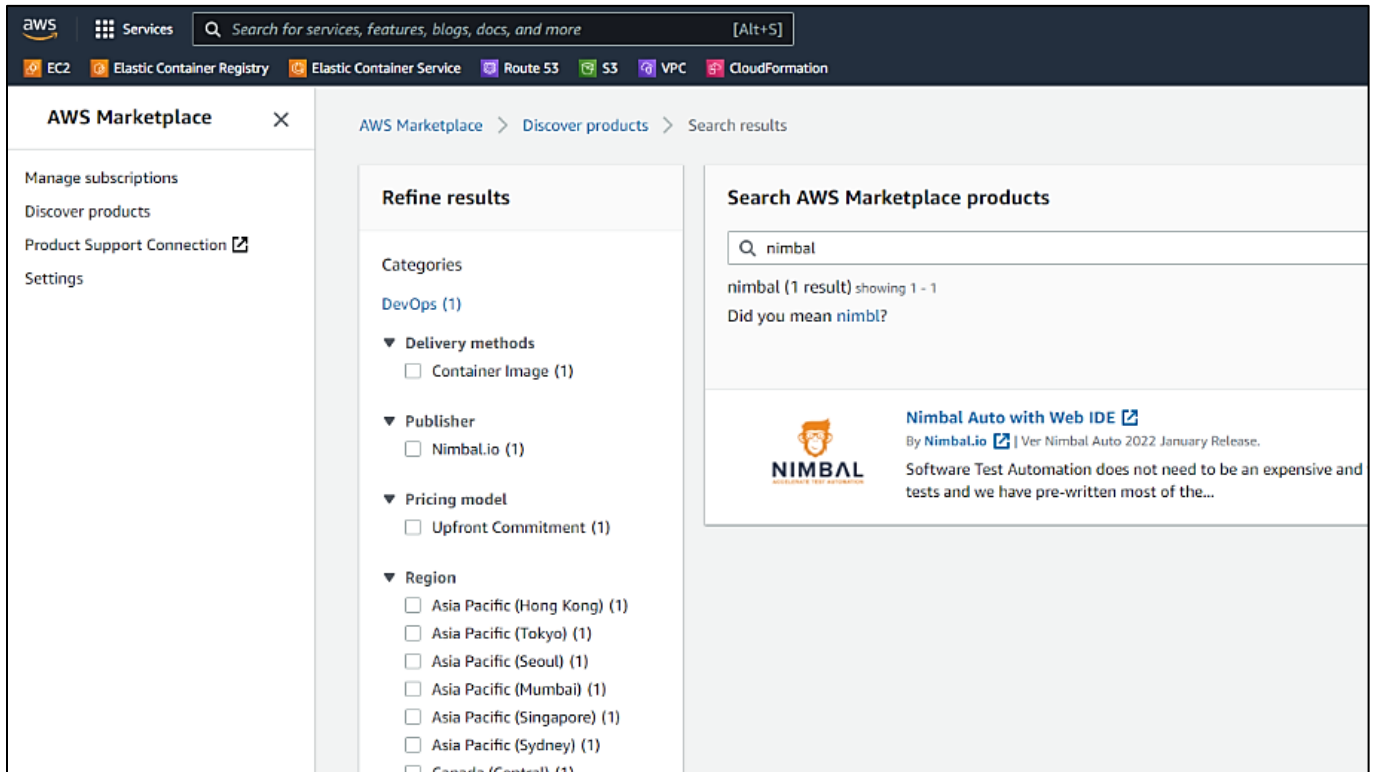 aws
Services
Search for services, features, blogs, docs, and more
[Alt+S]
EC2
Elastic Container Registry
Elastic Container Service
Route 53
S3
VPC
CloudFormation
AWS Marketplace
Manage subscriptions
Discover products
Product Support Connection
Settings
AWS Marketplace > Discover products > Search results
Refine results
Categories
DevOps (1)
Delivery methods
Container Image (1)
Publisher
Nimbal.io (1)
Pricing model
Upfront Commitment (1)
Region
Asia Pacific (Hong Kong) (1)
Asia Pacific (Tokyo) (1)
Asia Pacific (Seoul) (1)
Asia Pacific (Mumbai) (1)
Asia Pacific (Singapore) (1)
Asia Pacific (Sydney) (1)
Canada (Central) (1)
Search AWS Marketplace products
nimbal
nimbal (1 result) showing 1 - 1
Did you mean nimbl?
NIMBAL
ACCELERATE TEST AUTOMATION
Nimbal Auto with Web IDE
By Nimbal.io | Ver Nimbal Auto 2022 January Release.
Software Test Automation does not need to be an expensive and
tests and we have pre-written most of the...